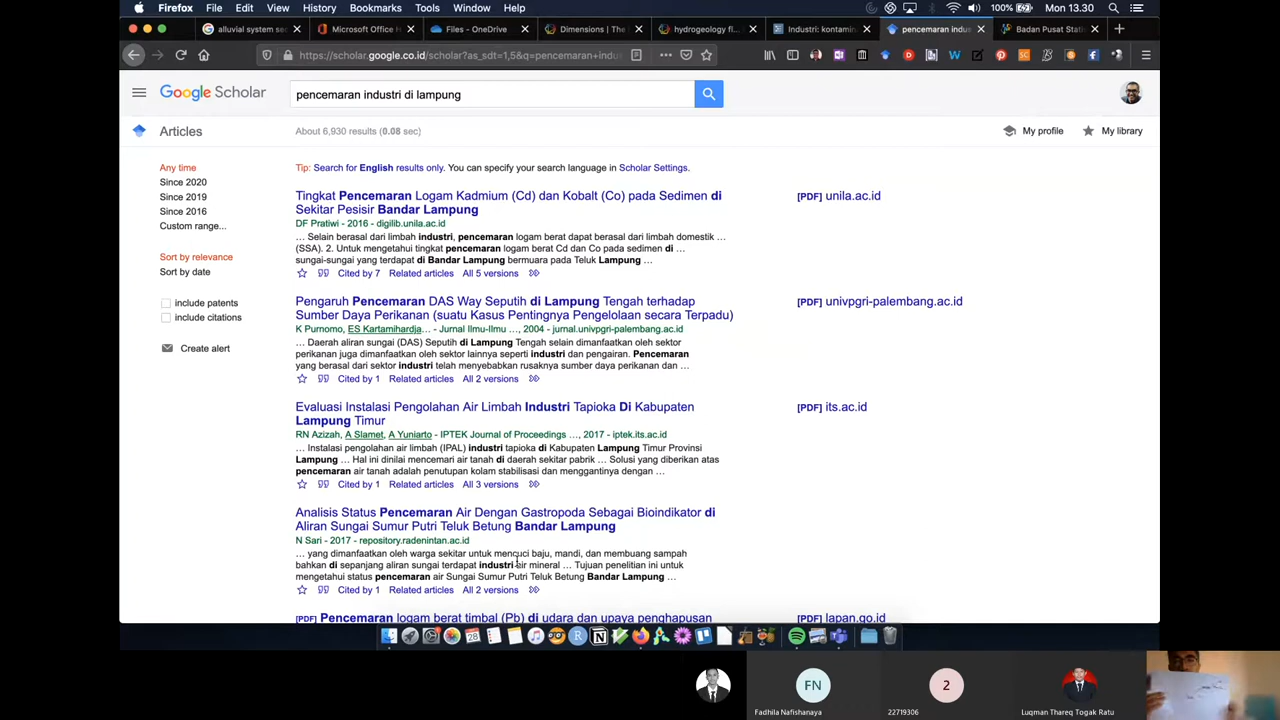 Firefox File Edit View History Bookmarks Tools Window Help 100% Mon 13.30
alluvial system sec Microsoft Office H Files - OneDrive Dimensions | The hydrogeology fl Industri: kontamin pencemaran indus Badan Pusat Stati
https://scholar.google.co.id/scholar?as_sdt=1,5&q=pencemaran+indus
Google Scholar
pencemaran industri di lampung
Articles
About 6,930 results (0.08 sec)
My profile
My library
Any time
Since 2020
Since 2019
Since 2016
Custom range...
Sort by relevance
Sort by date
include patents
include citations
Create alert
Tip: Search for English results only. You can specify your search language in Scholar Settings.
Tingkat Pencemaran Logam Kadmium (Cd) dan Kobalt (Co) pada Sedimen di
Sekitar Pesisir Bandar Lampung
DF Pratiwi - 2016 - digilib.unila.ac.id
… Selain berasal dari limbah industri, pencemaran logam berat dapat berasal dari limbah domestik …
(SSA). 2. Untuk mengetahui tingkat pencemaran logam berat Cd dan Co pada sedimen di …
sungai-sungai yang terdapat di Bandar Lampung bermuara pada Teluk Lampung …
Cited by 7 Related articles All 5 versions
[PDF] unila.ac.id
Pengaruh Pencemaran DAS Way Seputih di Lampung Tengah terhadap
Sumber Daya Perikanan (suatu Kasus Pentingnya Pengelolaan secara Terpadu)
K Purnomo, ES Kartamihardja… - Jurnal Ilmu-Ilmu …, 2004 - jurnal.univpgri-palembang.ac.id
… Daerah aliran sungai (DAS) Seputih di Lampung Tengah selain dimanfaatkan oleh sektor
perikanan juga dimanfaatkan oleh sektor lainnya seperti industri dan pengairan. Pencemaran
yang berasal dari sektor industri telah menyebabkan rusaknya sumber daya perikanan dan …
Cited by 1 Related articles All 2 versions
[PDF] univpgri-palembang.ac.id
Evaluasi Instalasi Pengolahan Air Limbah Industri Tapioka Di Kabupaten
Lampung Timur
RN Azizah, A Slamet, A Yuniarto - IPTEK Journal of Proceedings …, 2017 - iptek.its.ac.id
… Instalasi pengolahan air limbah (IPAL) industri tapioka di Kabupaten Lampung Timur Provinsi
Lampung … Hal ini dinilai mencemari air tanah di daerah sekitar pabrik … Solusi yang diberikan atas
pencemaran air tanah adalah penutupan kolam stabilisasi dan menggantinya dengan …
Cited by 1 Related articles All 3 versions
[PDF] its.ac.id
Analisis Status Pencemaran Air Dengan Gastropoda Sebagai Bioindikator di
Aliran Sungai Sumur Putri Teluk Betung Bandar Lampung
N Sari - 2017 - repository.radenintan.ac.id
… yang dimanfaatkan oleh warga sekitar untuk mencuci baju, mandi, dan membuang sampah
bahkan di sepanjang aliran sungai terdapat industri air mineral … Tujuan penelitian ini untuk
mengetahui status pencemaran air Sungai Sumur Putri Teluk Betung Bandar Lampung …
Cited by 1 Related articles All 2 versions
[PDF] Pencemaran logam berat timbal (Pb) di udara dan upaya penghapusan
lapan.go.id
FN
2
Fadhila Nafishanaya
22719306
Luqman Thareq Togak Ratu